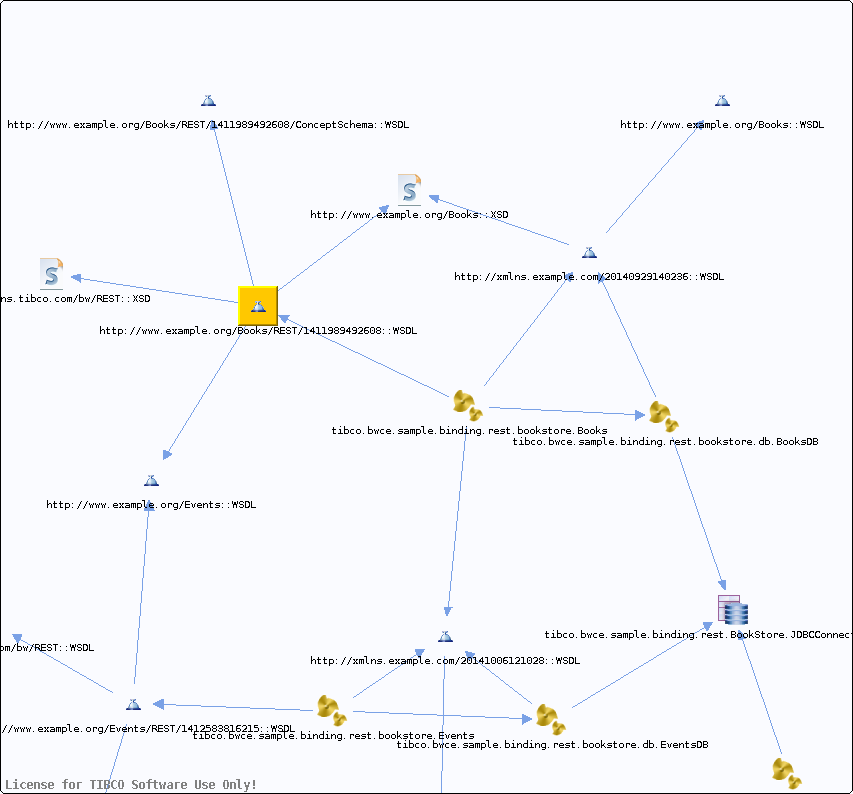 http://www.example.org/Books/REST/1411989492608/ConceptSchema::WSDL
http://www.example.org/Books::WSDL
http://www.example.org/Books::XSD
http://xmlns.example.com/20140929140236::WSDL
ns.tibco.com/bw/REST::XSD
http://www.example.org/Books/REST/1411989492608::WSDL
tibco.bwce.sample.binding.rest.bookstore.Books
tibco.bwce.sample.binding.rest.bookstore.db.BooksDB
http://www.example.org/Events::WSDL
tibco.bwce.sample.binding.rest.BookStore.JDBCConnect
om/bw/REST::WSDL
http://xmlns.example.com/20141006121028::WSDL
//www.example.org/Events/REST/1412583816215::WSDL
tibco.bwce.sample.binding.rest.bookstore.Events
tibco.bwce.sample.binding.rest.bookstore.db.EventsDB
License for TIBCO Software Use Only!